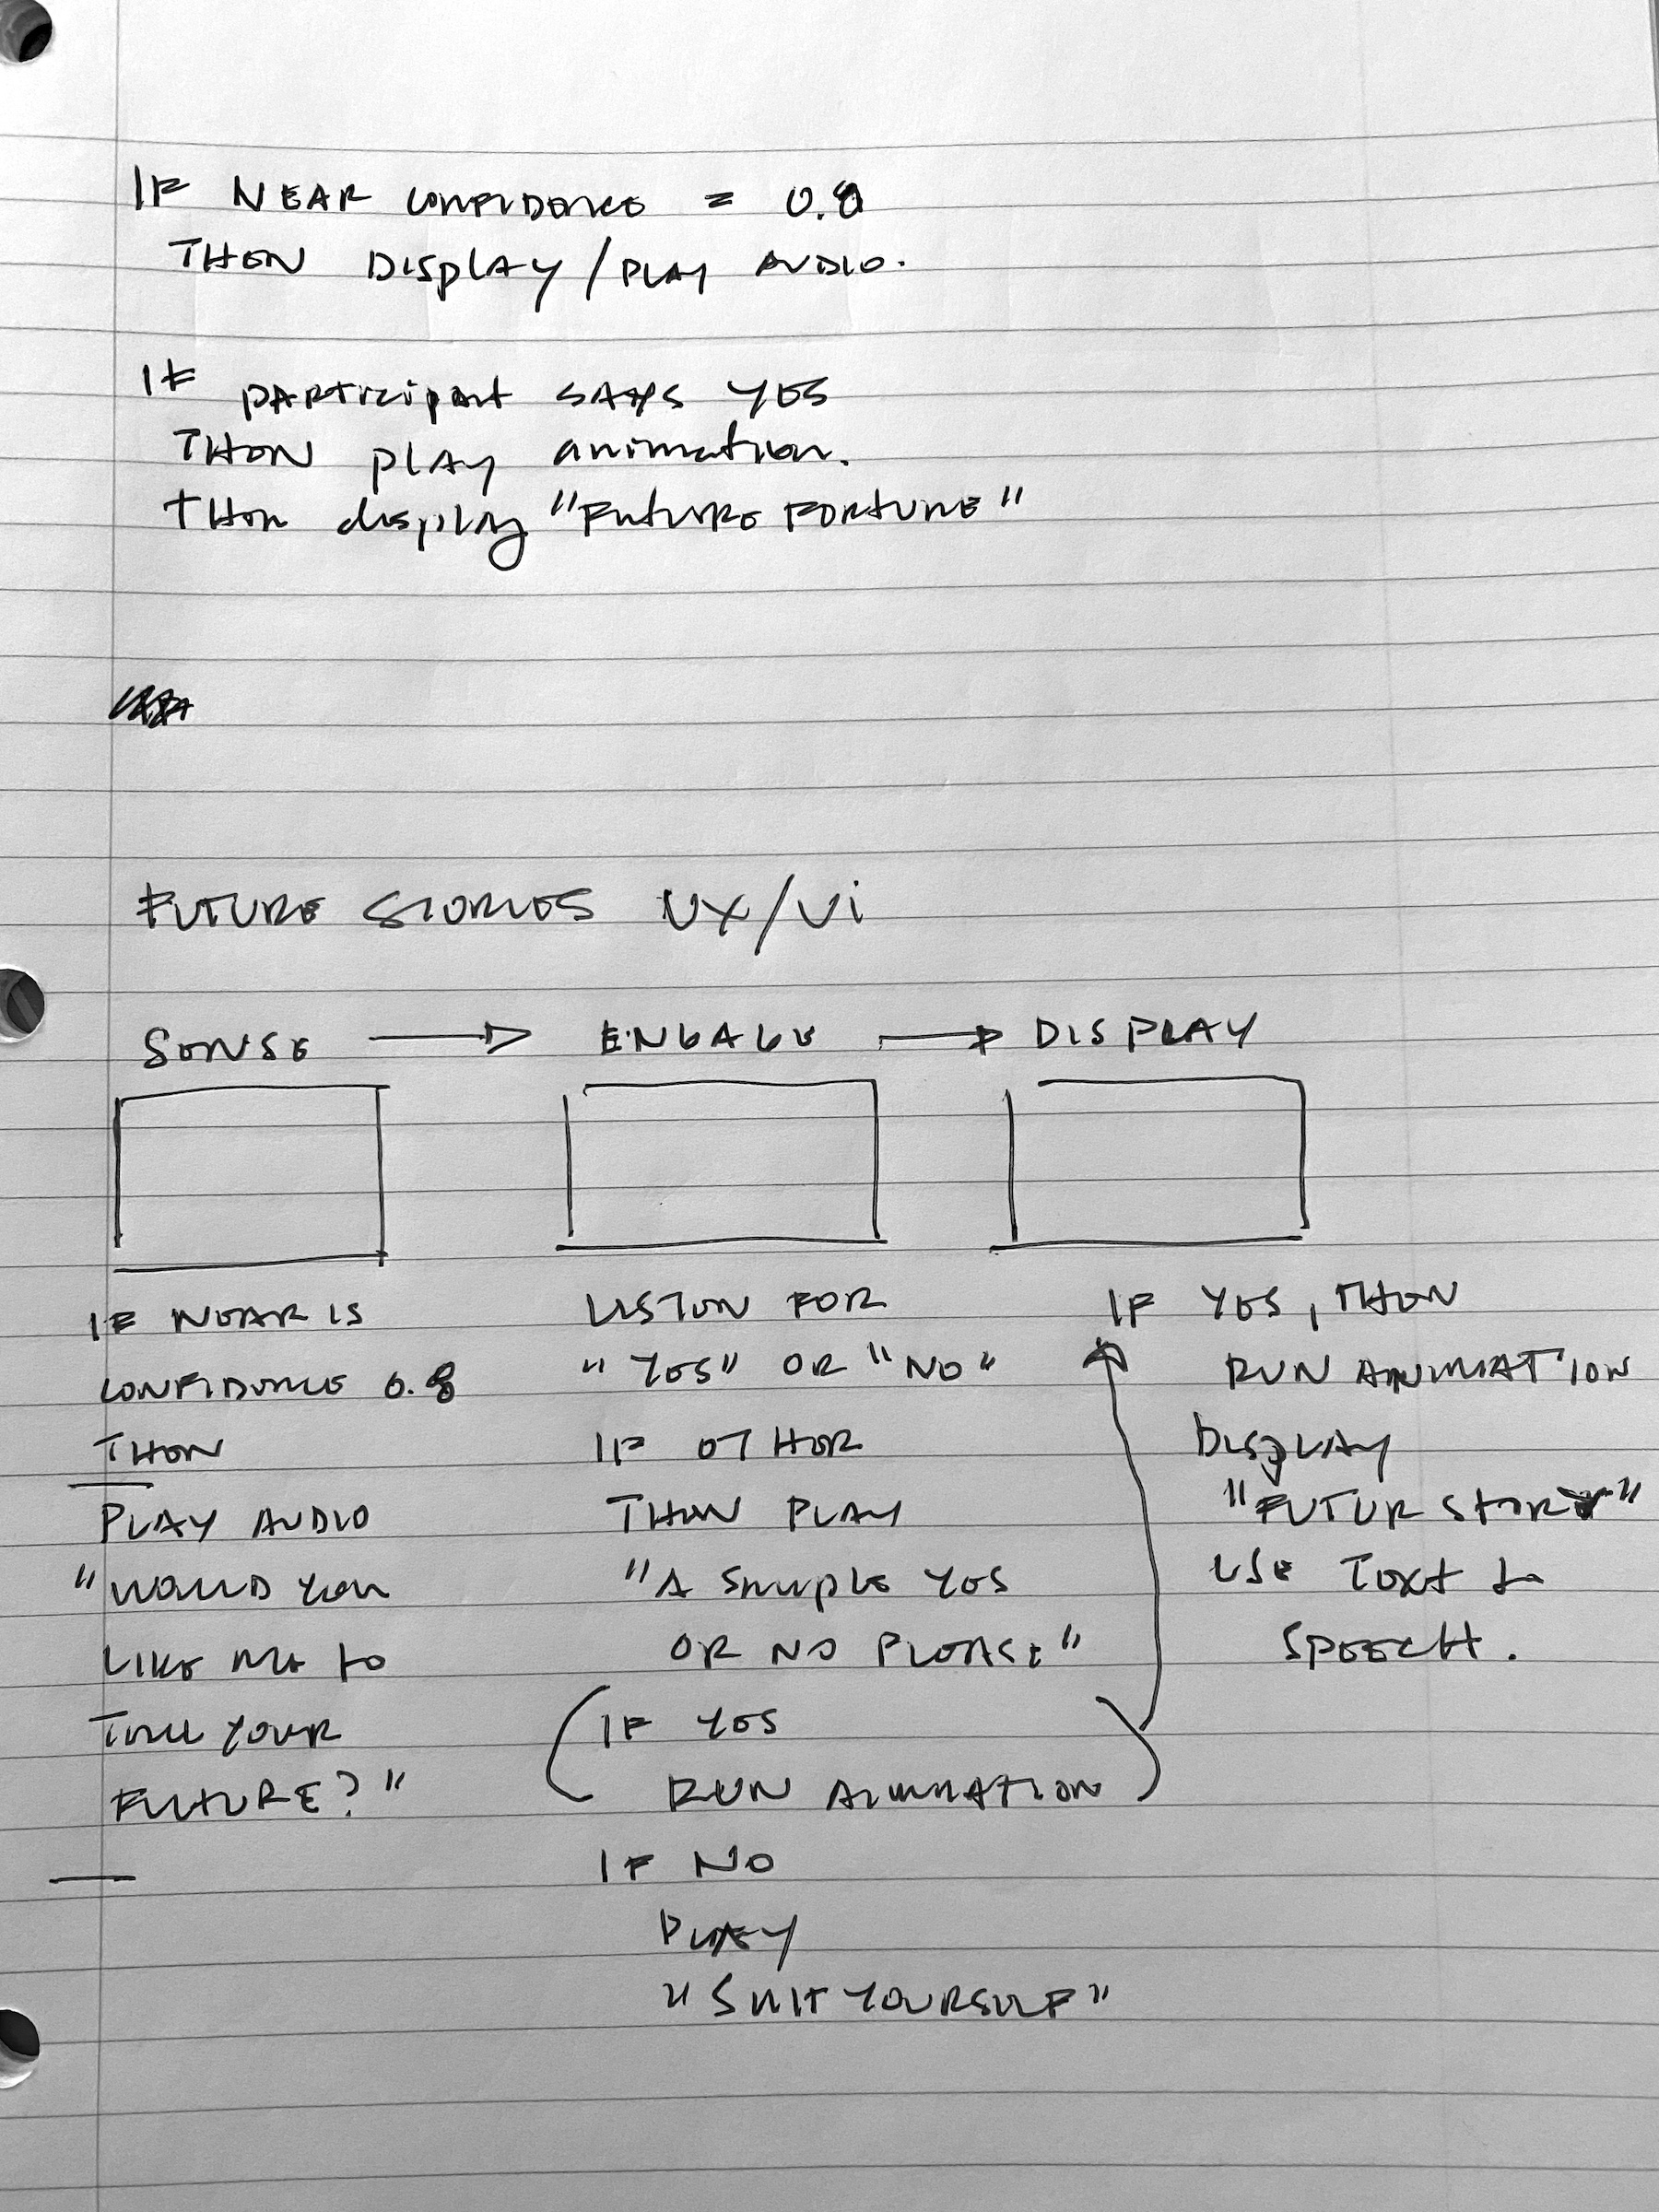 IF NEAR CONFIDENCE = 0.8
THEN DISPLAY / PLAY AUDIO.
IF PARTICIPANT SAYS YES
THEN PLAY animation.
THEN display "FUTURE FORTUNE"
FUTURE STORIES UX/Ui
SENSE → ENGAGE → DISPLAY
IF NEAR IS
CONFIDENCE 0.8
THEN
PLAY AUDIO
"WOULD YOU
LIKE ME to
TELL YOUR
FUTURE?"
LISTEN FOR
"YES" OR "NO"
IF OTHER
THEN PLAY
"A SIMPLE YES
OR NO PLEASE"
(IF YES
RUN ANIMATION)
IF NO
PLAY
"SUIT YOURSELF"
IF YES, THEN
RUN ANIMATION
DISPLAY
"FUTUR STORY"
USE TEXT to
SPEECH.